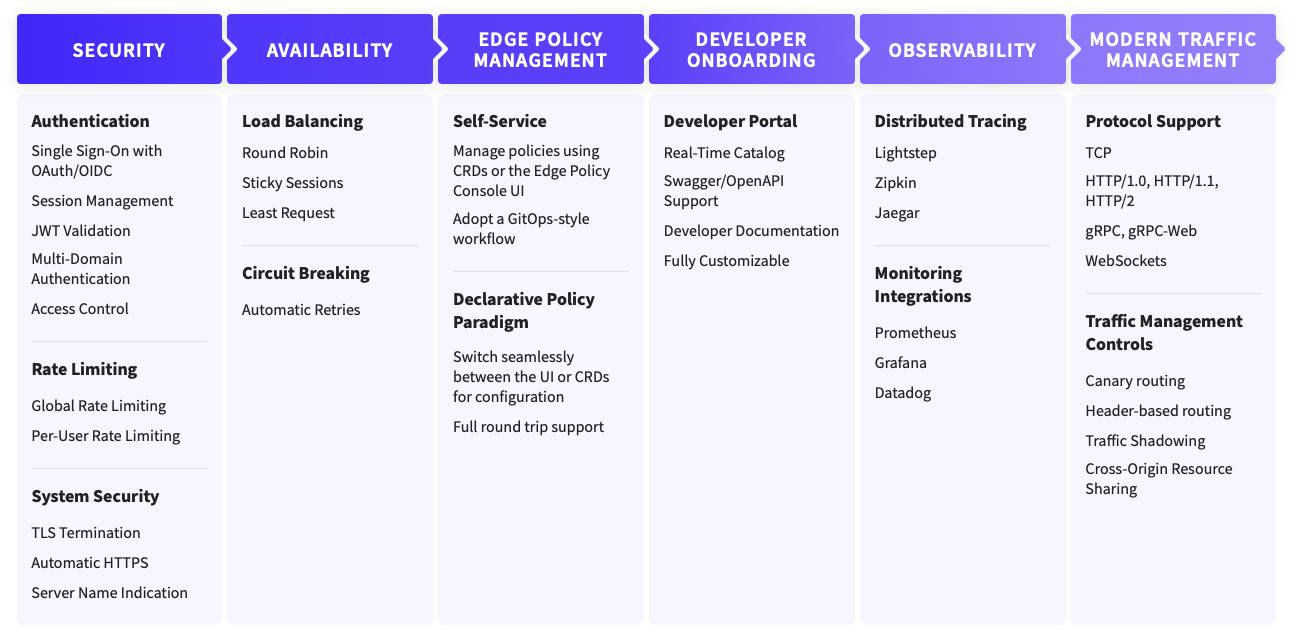 SECURITY
AVAILABILITY
EDGE POLICY
MANAGEMENT
DEVELOPER
ONBOARDING
OBSERVABILITY
MODERN TRAFFIC
MANAGEMENT
Authentication
Single Sign-On with
OAuth/OIDC
Session Management
JWT Validation
Multi-Domain
Authentication
Access Control
Rate Limiting
Global Rate Limiting
Per-User Rate Limiting
System Security
TLS Termination
Automatic HTTPS
Server Name Indication
Load Balancing
Round Robin
Sticky Sessions
Least Request
Circuit Breaking
Automatic Retries
Self-Service
Manage policies using
CRDs or the Edge Policy
Console UI
Adopt a GitOps-style
workflow
Declarative Policy
Paradigm
Switch seamlessly
between the UI or CRDs
for configuration
Full round trip support
Developer Portal
Real-Time Catalog
Swagger/OpenAPI
Support
Developer Documentation
Fully Customizable
Distributed Tracing
Lightstep
Zipkin
Jaegar
Monitoring
Integrations
Prometheus
Grafana
Datadog
Protocol Support
TCP
HTTP/1.0, HTTP/1.1,
HTTP/2
gRPC, gRPC-Web
WebSockets
Traffic Management
Controls
Canary routing
Header-based routing
Traffic Shadowing
Cross-Origin Resource
Sharing